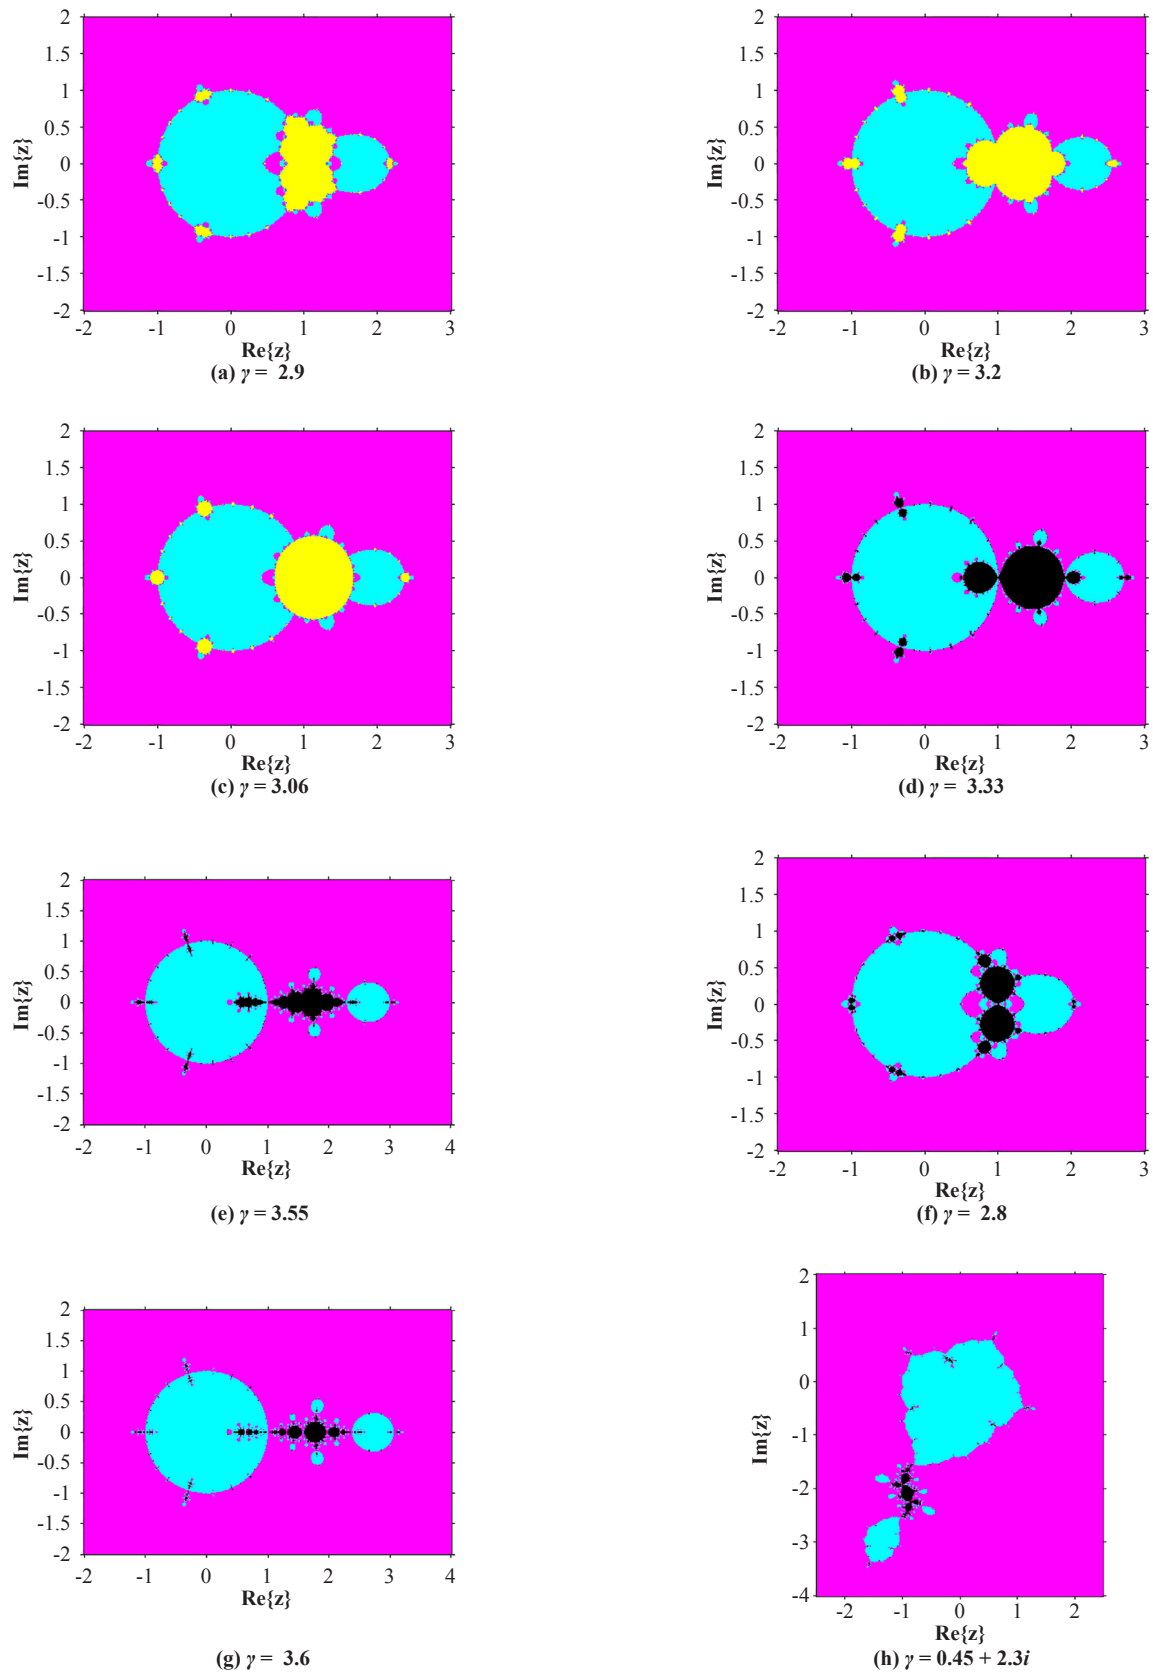 2
1.5
1
0.5
0
-0.5
-1
-1.5
-2
Im{z}
-2 -1 0 1 2 3
Re{z}
(a) γ = 2.9
2
1.5
1
0.5
0
-0.5
-1
-1.5
-2
Im{z}
-2 -1 0 1 2 3
Re{z}
(b) γ = 3.2
2
1.5
1
0.5
0
-0.5
-1
-1.5
-2
Im{z}
-2 -1 0 1 2 3
Re{z}
(c) γ = 3.06
2
1.5
1
0.5
0
-0.5
-1
-1.5
-2
Im{z}
-2 -1 0 1 2 3
Re{z}
(d) γ = 3.33
2
1.5
1
0.5
0
-0.5
-1
-1.5
-2
Im{z}
-2 -1 0 1 2 3 4
Re{z}
(e) γ = 3.55
2
1.5
1
0.5
0
-0.5
-1
-1.5
-2
Im{z}
-2 -1 0 1 2 3
Re{z}
(f) γ = 2.8
2
1.5
1
0.5
0
-0.5
-1
-1.5
-2
Im{z}
-2 -1 0 1 2 3 4
Re{z}
(g) γ = 3.6
2
1
0
-1
-2
-3
-4
Im{z}
-2 -1 0 1 2
Re{z}
(h) γ = 0.45 + 2.3i